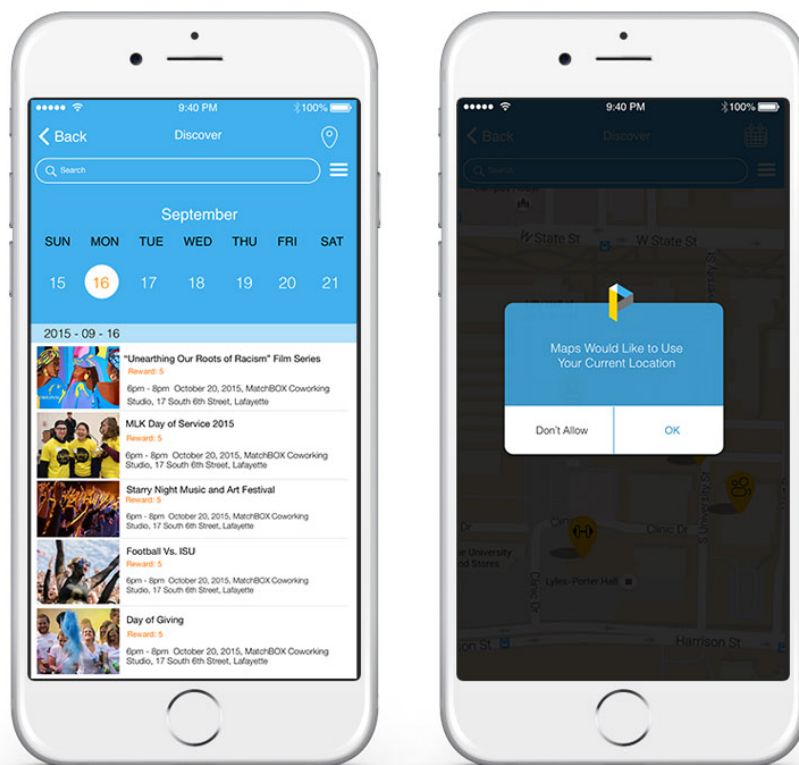 9:40 PM
100%
Back
Discover
Search
September
SUN MON TUE WED THU FRI SAT
15 16 17 18 19 20 21
2015 - 09 - 16
"Unearthing Our Roots of Racism" Film Series
Reward: 5
6pm - 8pm October 20, 2015, MatchBOX Coworking
Studio, 17 South 6th Street, Lafayette
MLK Day of Service 2015
Reward: 5
6pm - 8pm October 20, 2015, MatchBOX Coworking
Studio, 17 South 6th Street, Lafayette
Starry Night Music and Art Festival
Reward: 5
6pm - 8pm October 20, 2015, MatchBOX Coworking
Studio, 17 South 6th Street, Lafayette
Football Vs. ISU
Reward: 5
6pm - 8pm October 20, 2015, MatchBOX Coworking
Studio, 17 South 6th Street, Lafayette
Day of Giving
Reward: 5
6pm - 8pm October 20, 2015, MatchBOX Coworking
Studio, 17 South 6th Street, Lafayette
9:40 PM
100%
Back
Discover
Search
W State St
W State St
S University St
Maps Would Like to Use
Your Current Location
Don't Allow
OK
S University St
Clinic Dr
Clinic Dr
University
Stores
Lyles-Porter Hall
Harrison St